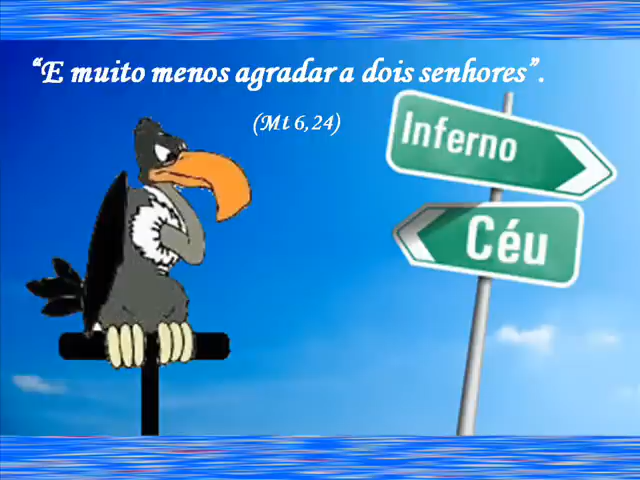 “E muito menos agradar a dois senhores”.
(Mt 6,24)
Inferno
Céu